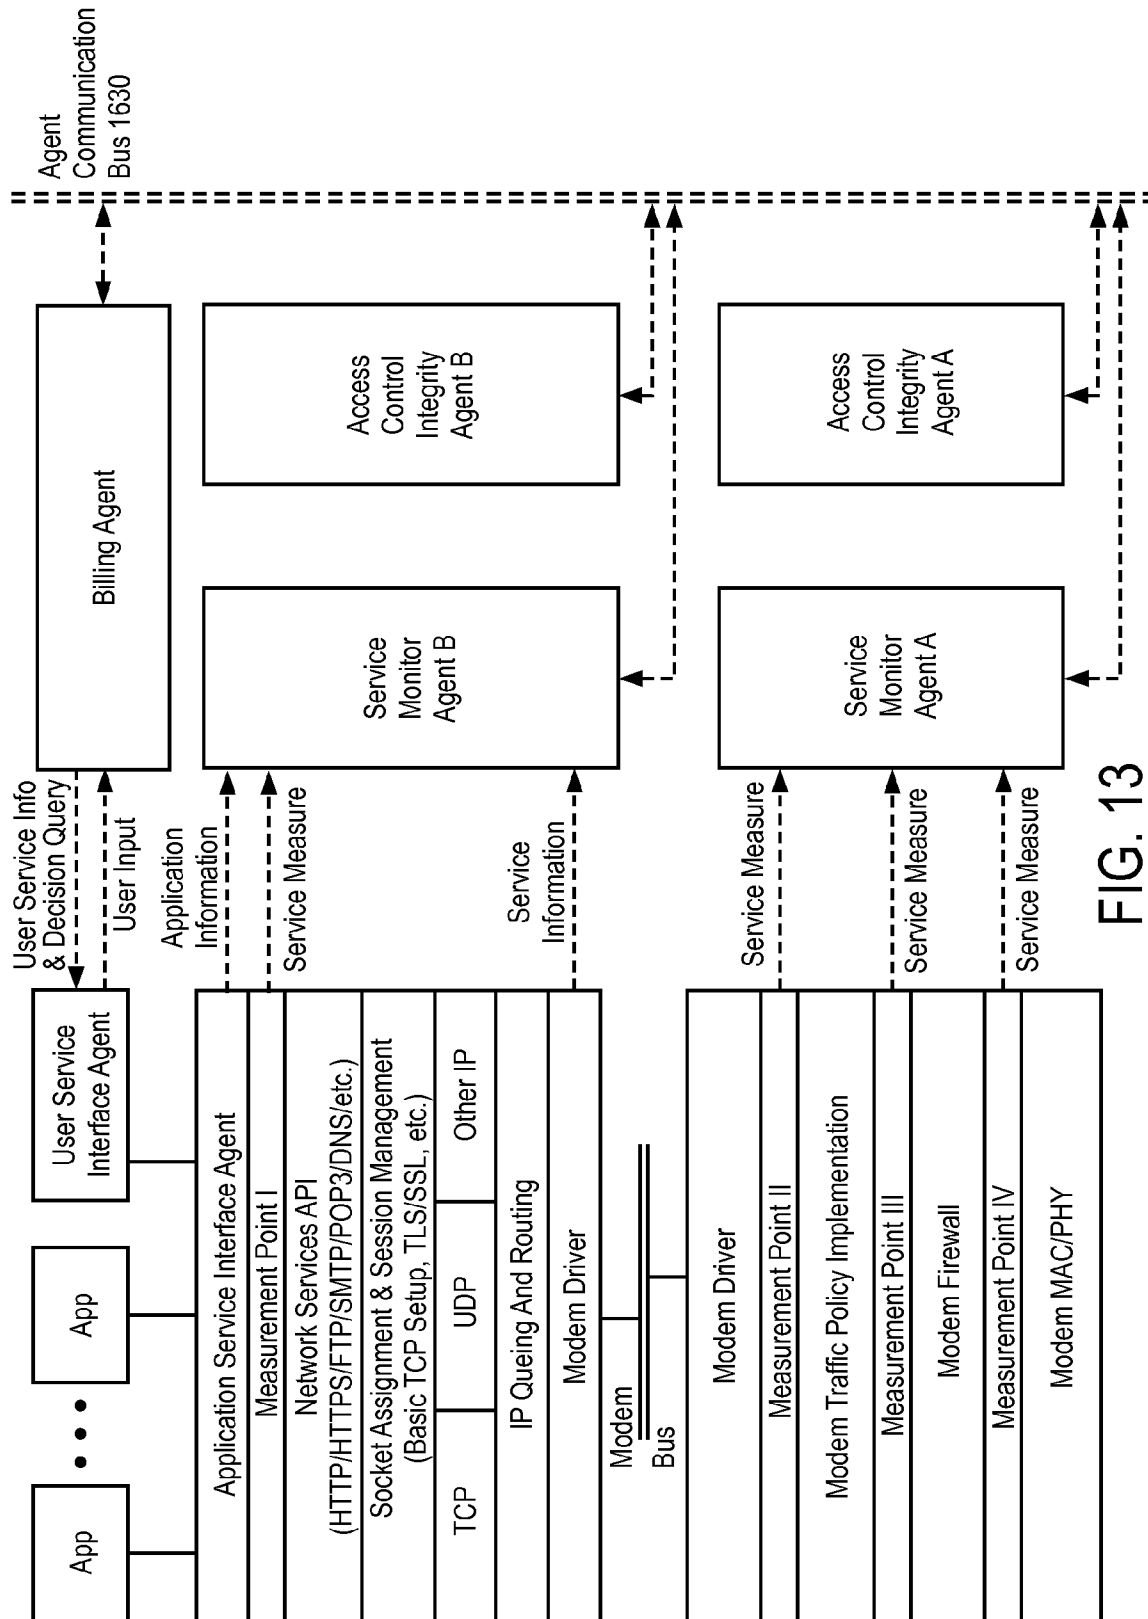 App
App
User Service
Interface Agent
User Service Info
& Decision Query
User Input
Billing Agent
Agent
Communication
Bus 1630
Application Service Interface Agent
Measurement Point I
Network Services API
(HTTP/HTTPS/FTP/SMTP/POP3/DNS/etc.)
Socket Assignment & Session Management
(Basic TCP Setup, TLS/SSL, etc.)
TCP
UDP
Other IP
IP Queing And Routing
Modem Driver
Application
Information
Service Measure
Service
Information
Service
Monitor
Agent B
Access
Control
Integrity
Agent B
Modem
Bus
Modem Driver
Measurement Point II
Modem Traffic Policy Implementation
Measurement Point III
Modem Firewall
Measurement Point IV
Modem MAC/PHY
Service Measure
Service Measure
Service Measure
Service
Monitor
Agent A
Access
Control
Integrity
Agent A
FIG. 13